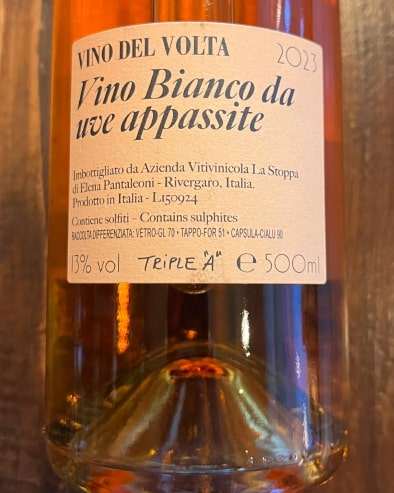 VINO DEL VOLTA 2023
Vino Bianco da
uve appassite
Imbottigliato da Azienda Vitivinicola La Stoppa
di Elena Pantaleoni - Rivergaro, Italia.
Prodotto in Italia - L150924
Contiene solfiti – Contains sulphites
RACCOLTA DIFFERENZIATA: VETRO-GL 70 • TAPPO-FOR 51 • CAPSULA-CALU 90
13% vol TRIPLE "A" e 500ml